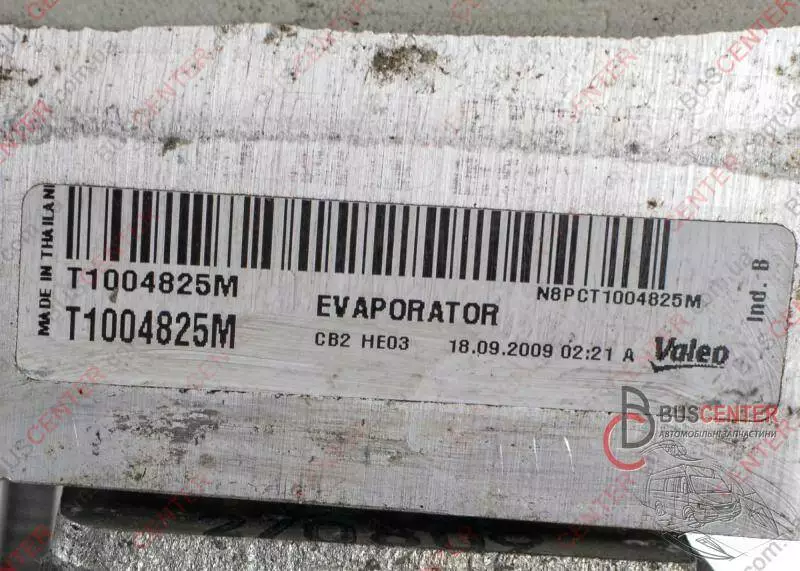 MADE IN THAILAND
T1004825M
N8PCT1004825M
T1004825M
EVAPORATOR
CB2 HE03 18.09.2009 02:21 A
Valeo
Ind. B
BUSCENTER
АВТОМОБІЛЬНІ ЗАПЧАСТИНИ